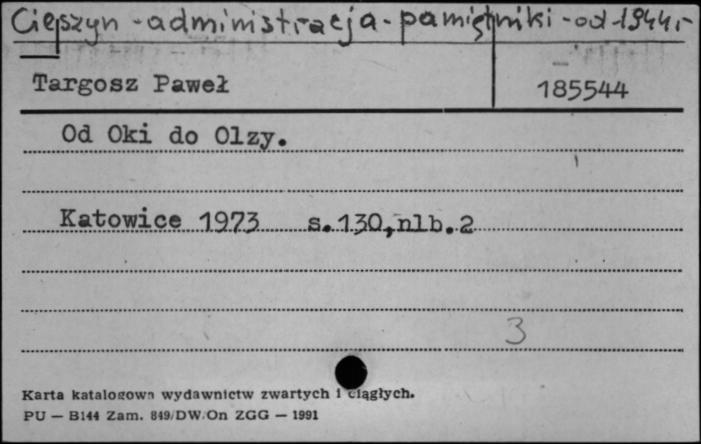 Cieszyn - administracja - pamiętniki - od 1944 r.
Targosz Paweł 185544
Od Oki do Olzy.
Katowice 1973 s.130, nlb.2
3
Karta katalogowa wydawnictw zwartych i ciągłych.
PU — B144 Zam. 849/DW/On ZGG — 1991